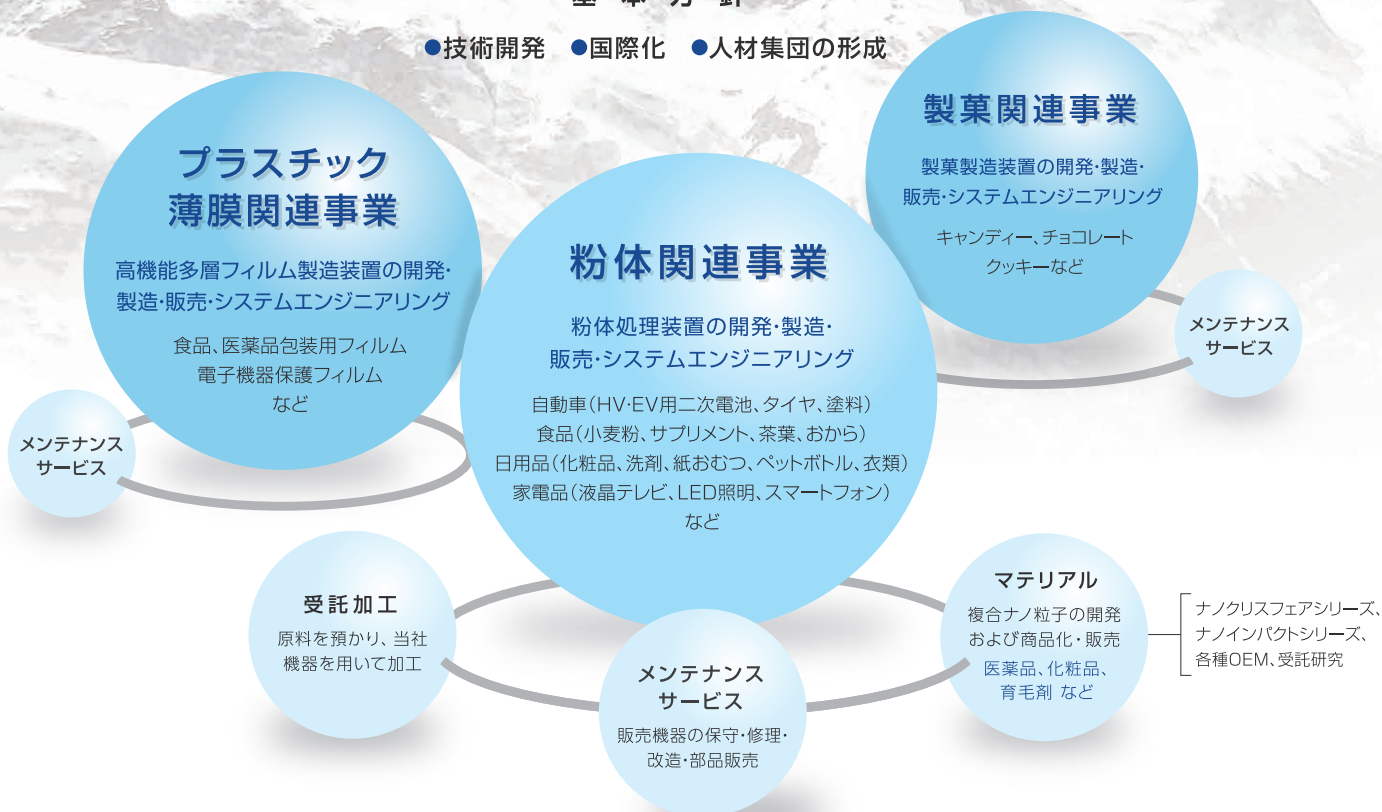 基本方針
●技術開発 ●国際化 ●人材集団の形成
プラスチック
薄膜関連事業
高機能多層フィルム製造装置の開発・
製造・販売・システムエンジニアリング
食品、医薬品包装用フィルム
電子機器保護フィルム
など
メンテナンス
サービス
粉体関連事業
粉体処理装置の開発・製造・
販売・システムエンジニアリング
自動車(HV・EV用二次電池、タイヤ、塗料)
食品(小麦粉、サプリメント、茶葉、おから)
日用品(化粧品、洗剤、紙おむつ、ペットボトル、衣類)
家電品(液晶テレビ、LED照明、スマートフォン)
など
製菓関連事業
製菓製造装置の開発・製造・
販売・システムエンジニアリング
キャンディー、チョコレート
クッキーなど
メンテナンス
サービス
受託加工
原料を預かり、当社
機器を用いて加工
メンテナンス
サービス
販売機器の保守・修理・
改造・部品販売
マテリアル
複合ナノ粒子の開発
および商品化・販売
医薬品、化粧品、
育毛剤 など
ナノクリスフェアシリーズ、
ナノインパクトシリーズ、
各種OEM、受託研究